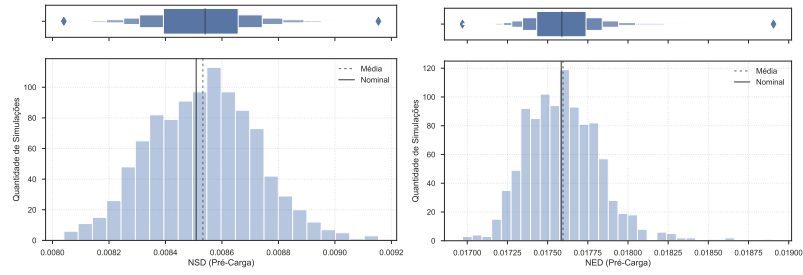 Média
Nominal
Quantidade de Simulações
100
80
60
40
20
0
0.0080 0.0082 0.0084 0.0086 0.0088 0.0090 0.0092
NSD (Pré-Carga)
Média
Nominal
Quantidade de Simulações
120
100
80
60
40
20
0
0.01700 0.01725 0.01750 0.01775 0.01800 0.01825 0.01850 0.01875 0.01900
NED (Pré-Carga)